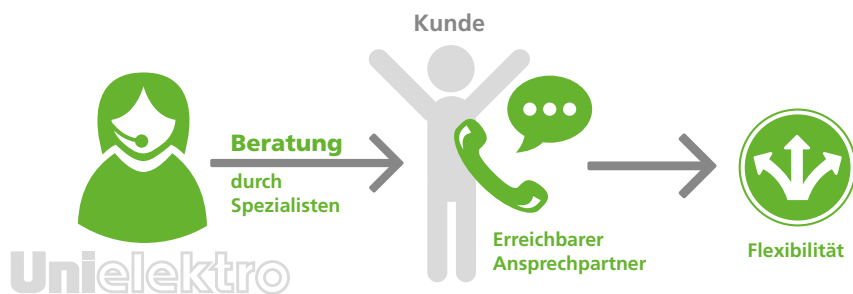 Kunde
Beratung
durch
Spezialisten
Erreichbarer
Ansprechpartner
Flexibilität
Unielektro